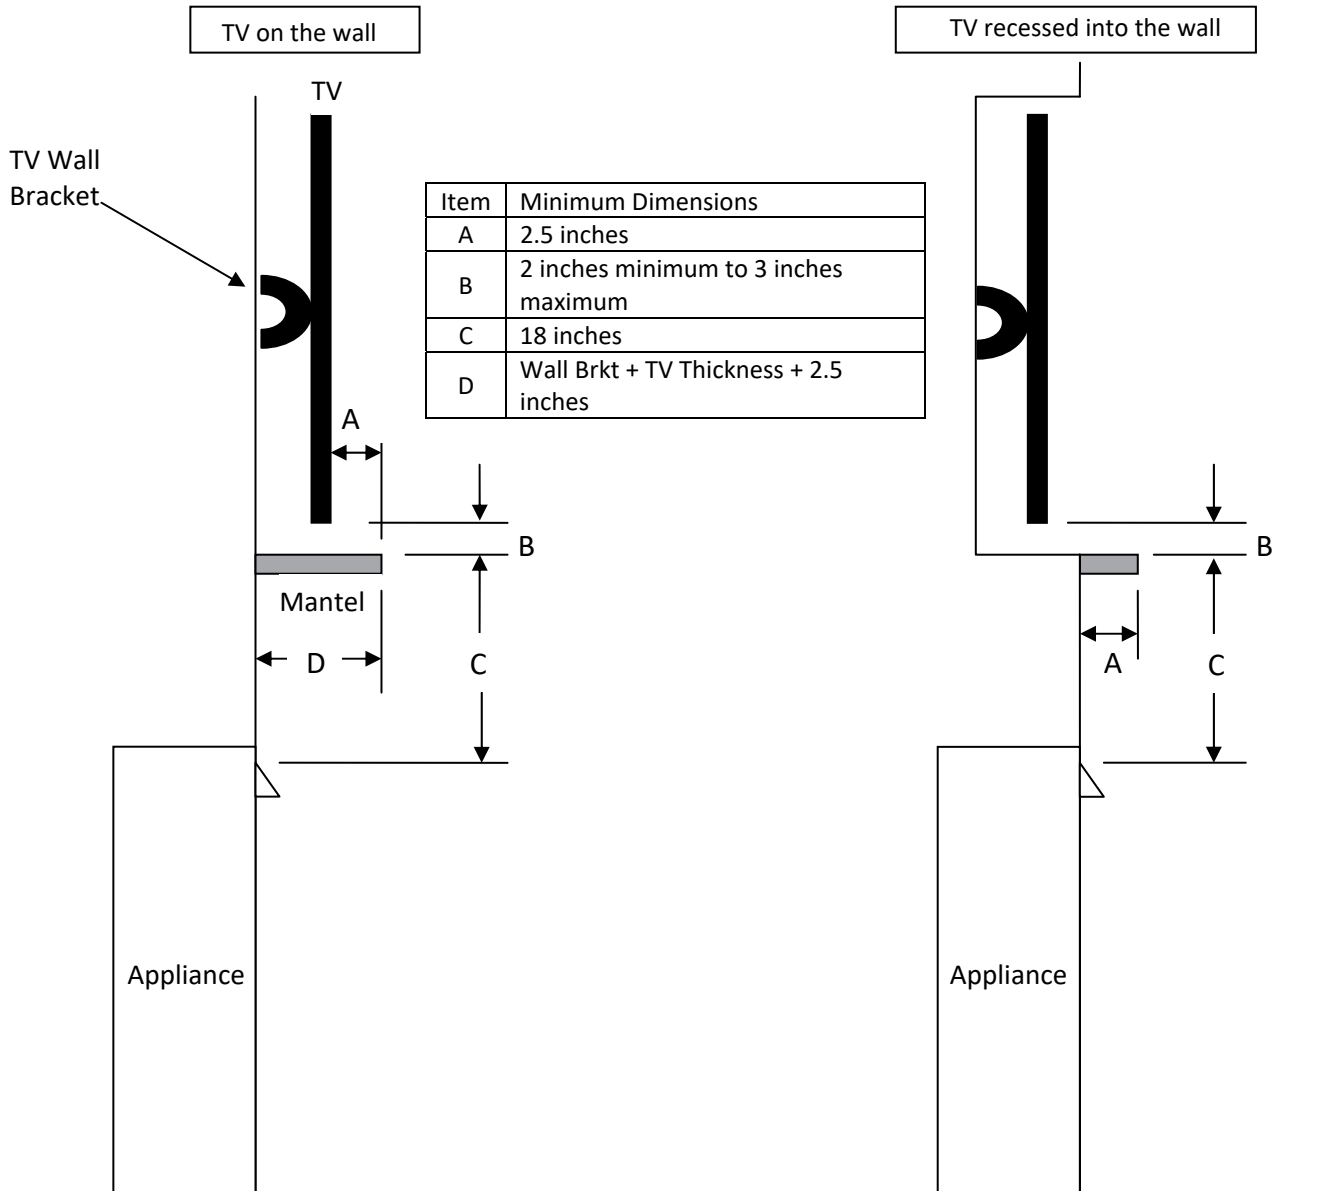 TV on the wall
TV recessed into the wall
TV
TV Wall
Bracket
Item Minimum Dimensions
A 2.5 inches
B 2 inches minimum to 3 inches
maximum
C 18 inches
D Wall Brkt + TV Thickness + 2.5
inches
A
B
Mantel
D
C
Appliance
B
A
C
Appliance